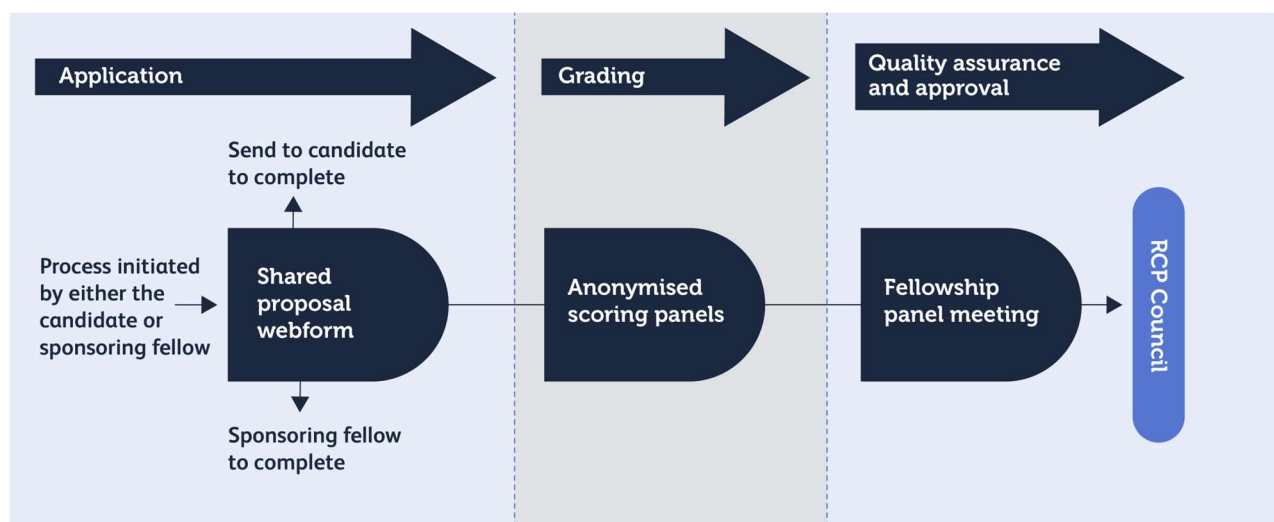 Application
Grading
Quality assurance
and approval
Send to candidate
to complete
Process initiated
by either the
candidate or
sponsoring fellow
Shared
proposal
webform
Sponsoring fellow
to complete
Anonymised
scoring panels
Fellowship
panel meeting
RCP Council